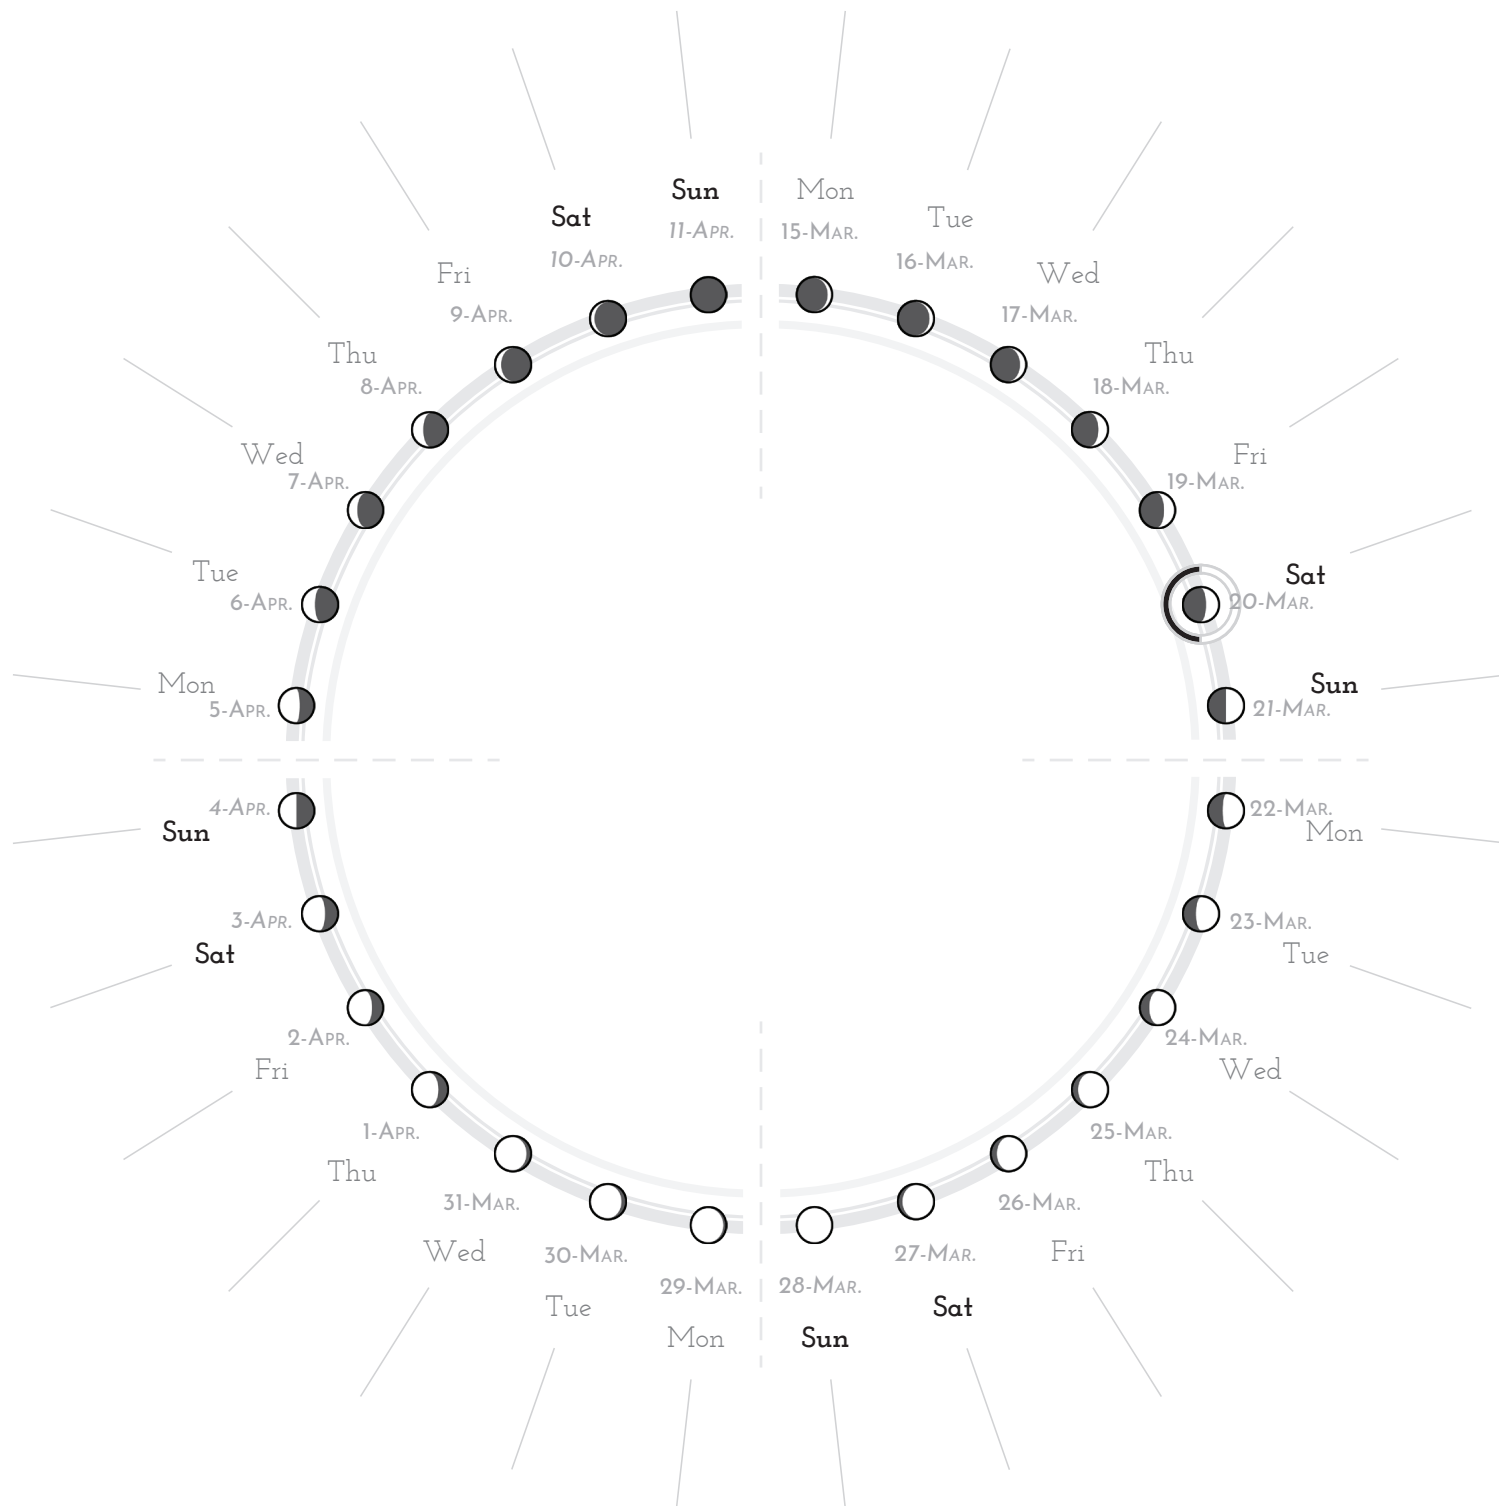 Mon
15-Mar.
Tue
16-Mar.
Wed
17-Mar.
Thu
18-Mar.
Fri
19-Mar.
Sat
20-Mar.
Sun
21-Mar.
22-Mar.
Mon
23-Mar.
Tue
24-Mar.
Wed
25-Mar.
Thu
26-Mar.
Fri
27-Mar.
Sat
28-Mar.
Sun
29-Mar.
Mon
30-Mar.
Tue
31-Mar.
Wed
1-Apr.
Thu
2-Apr.
Fri
3-Apr.
Sat
4-Apr.
Sun
Mon
5-Apr.
Tue
6-Apr.
Wed
7-Apr.
Thu
8-Apr.
Fri
9-Apr.
Sat
10-Apr.
Sun
11-Apr.